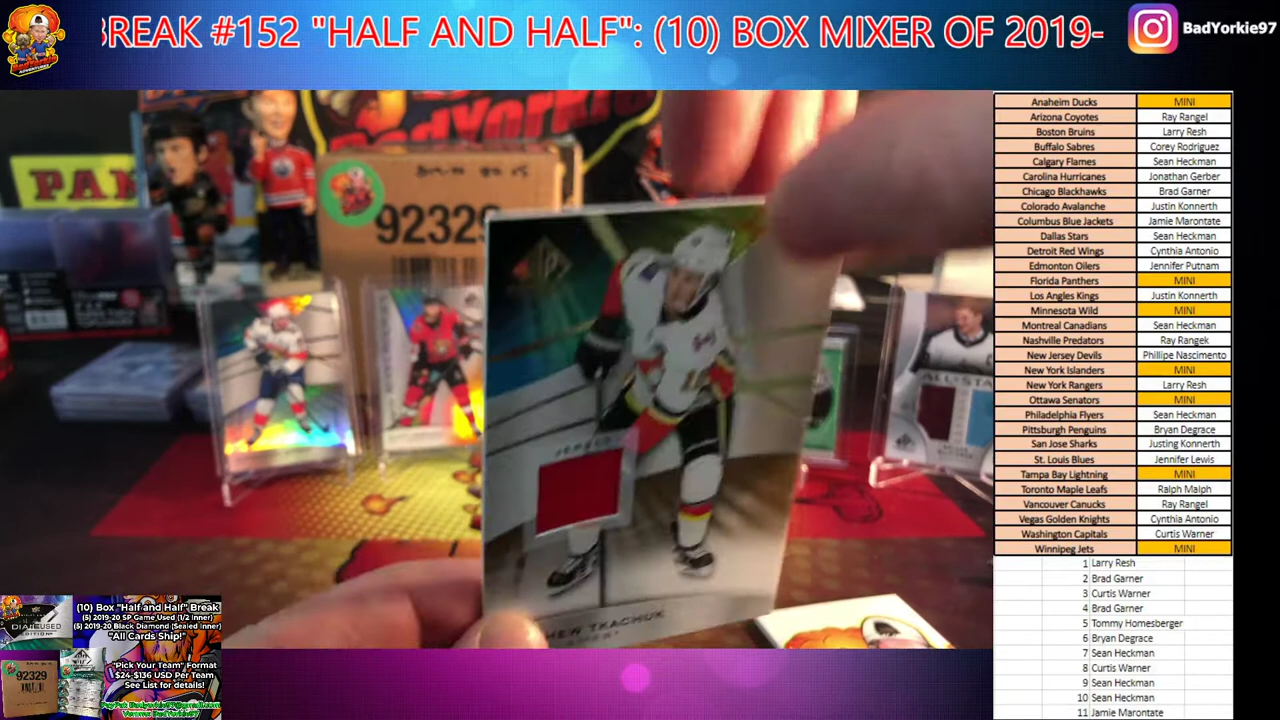 BREAK #152 "HALF AND HALF": (10) BOX MIXER OF 2019-
BadYorkie97
PAN
92329
SP
JERSEY
HEW TKACHUK
ALL-STA
Anaheim Ducks MINI
Arizona Coyotes Ray Rangel
Boston Bruins Larry Resh
Buffalo Sabres Corey Rodriguez
Calgary Flames Sean Heckman
Carolina Hurricanes Jonathan Gerber
Chicago Blackhawks Brad Garner
Colorado Avalanche Justin Konnerth
Columbus Blue Jackets Jamie Marontate
Dallas Stars Sean Heckman
Detroit Red Wings Cynthia Antonio
Edmonton Oilers Jennifer Putnam
Florida Panthers MINI
Los Angles Kings Justin Konnerth
Minnesota Wild MINI
Montreal Canadians Sean Heckman
Nashville Predators Ray Rangek
New Jersey Devils Phillipe Nascimento
New York Islanders MINI
New York Rangers Larry Resh
Ottawa Senators MINI
Philadelphia Flyers Sean Heckman
Pittsburgh Penguins Bryan Degrace
San Jose Sharks Justing Konnerth
St. Louis Blues Jennifer Lewis
Tampa Bay Lightning MINI
Toronto Maple Leafs Ralph Malph
Vancouver Canucks Ray Rangel
Vegas Golden Knights Cynthia Antonio
Washington Capitals Curtis Warner
Winnipeg Jets MINI
1 Larry Resh
2 Brad Garner
3 Curtis Warner
4 Brad Garner
5 Tommy Homesberger
6 Bryan Degrace
7 Sean Heckman
8 Curtis Warner
9 Sean Heckman
10 Sean Heckman
11 Jamie Marontate
(10) Box "Half and Half" Break
(5) 2019-20 SP Game Used (1/2 Inner)
(5) 2019-20 Black Diamond (Sealed Inner)
"All Cards Ship!"
"Pick Your Team" Format
$24-$136 USD Per Team
See List for details!
92329